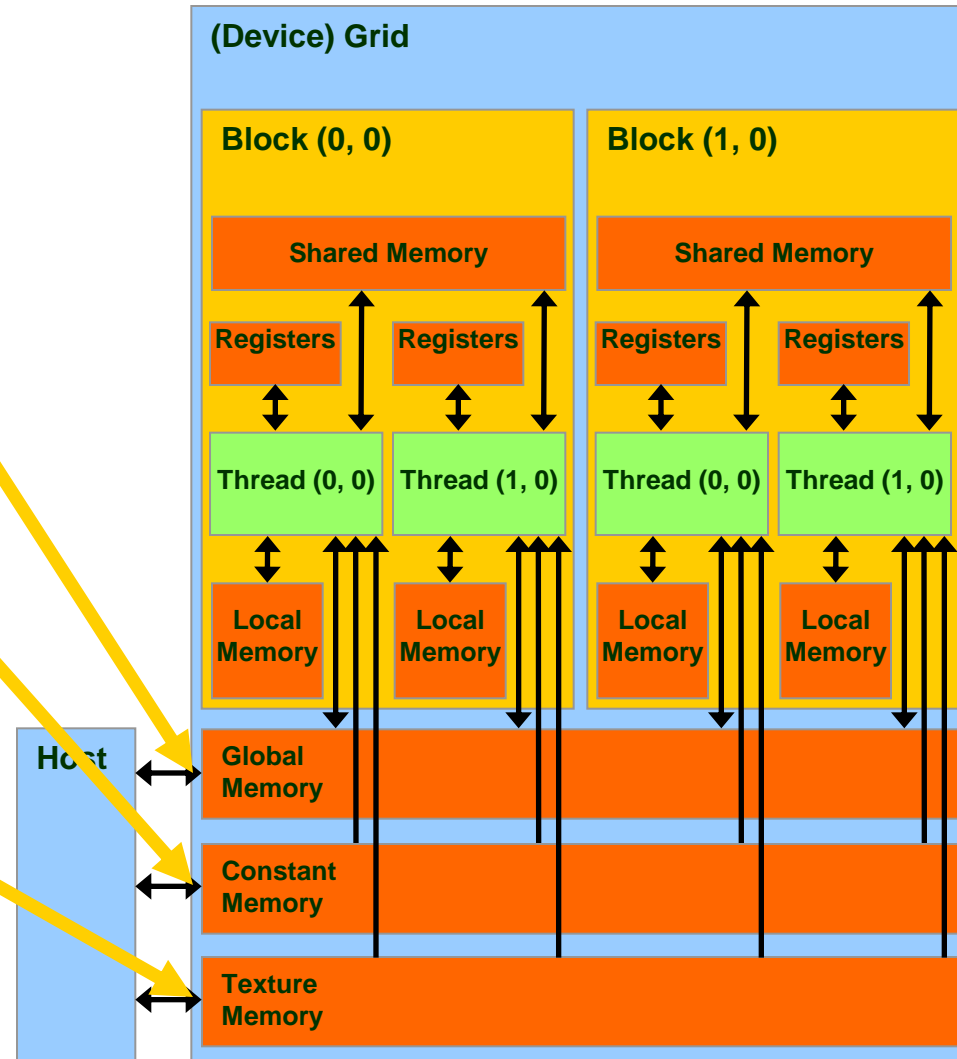 (Device) Grid
Block (0, 0)
Block (1, 0)
Shared Memory
Shared Memory
Registers
Registers
Registers
Registers
Thread (0, 0)
Thread (1, 0)
Thread (0, 0)
Thread (1, 0)
Local
Memory
Local
Memory
Local
Memory
Local
Memory
Host
Global
Memory
Constant
Memory
Texture
Memory